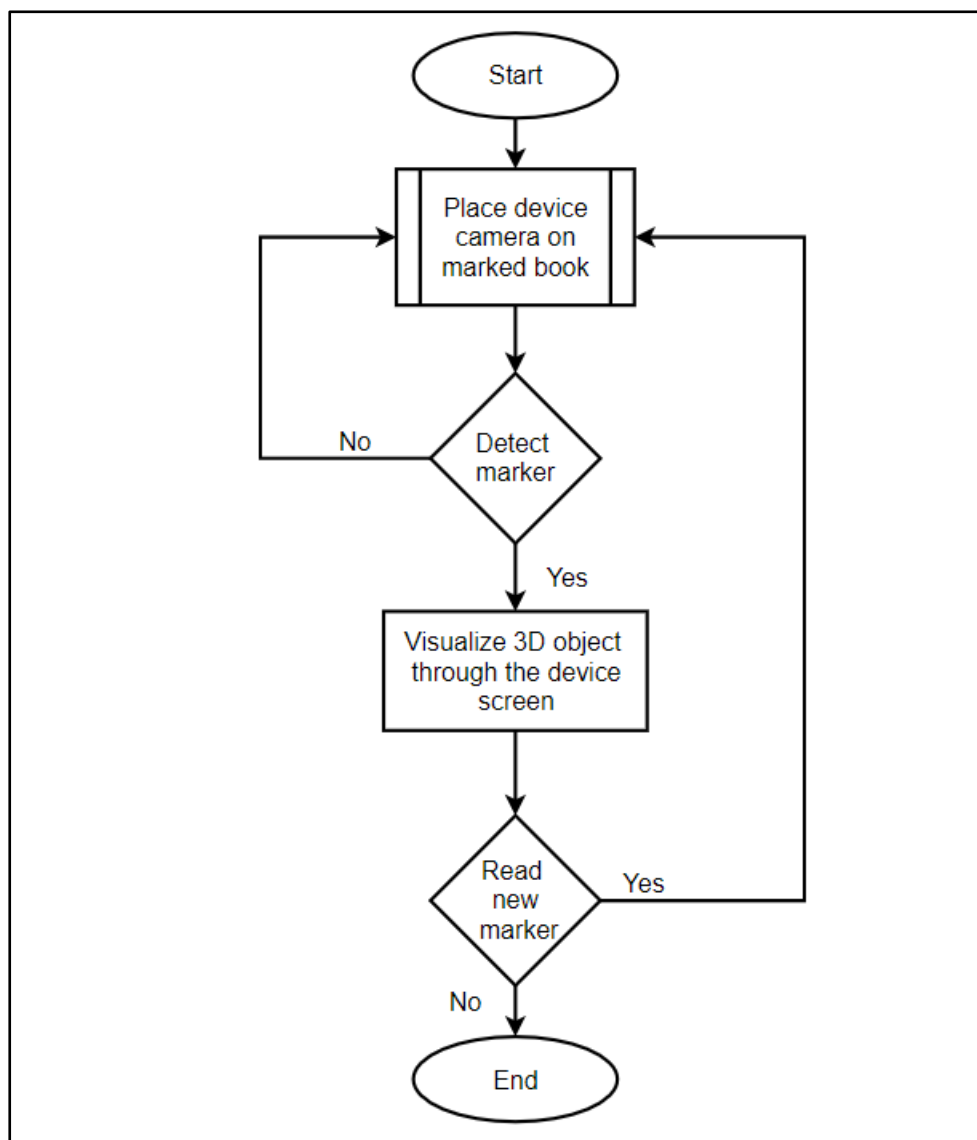 Start
Place device
camera on
marked book
Detect
marker
No
Yes
Visualize 3D object
through the device
screen
Read
new
marker
Yes
No
End